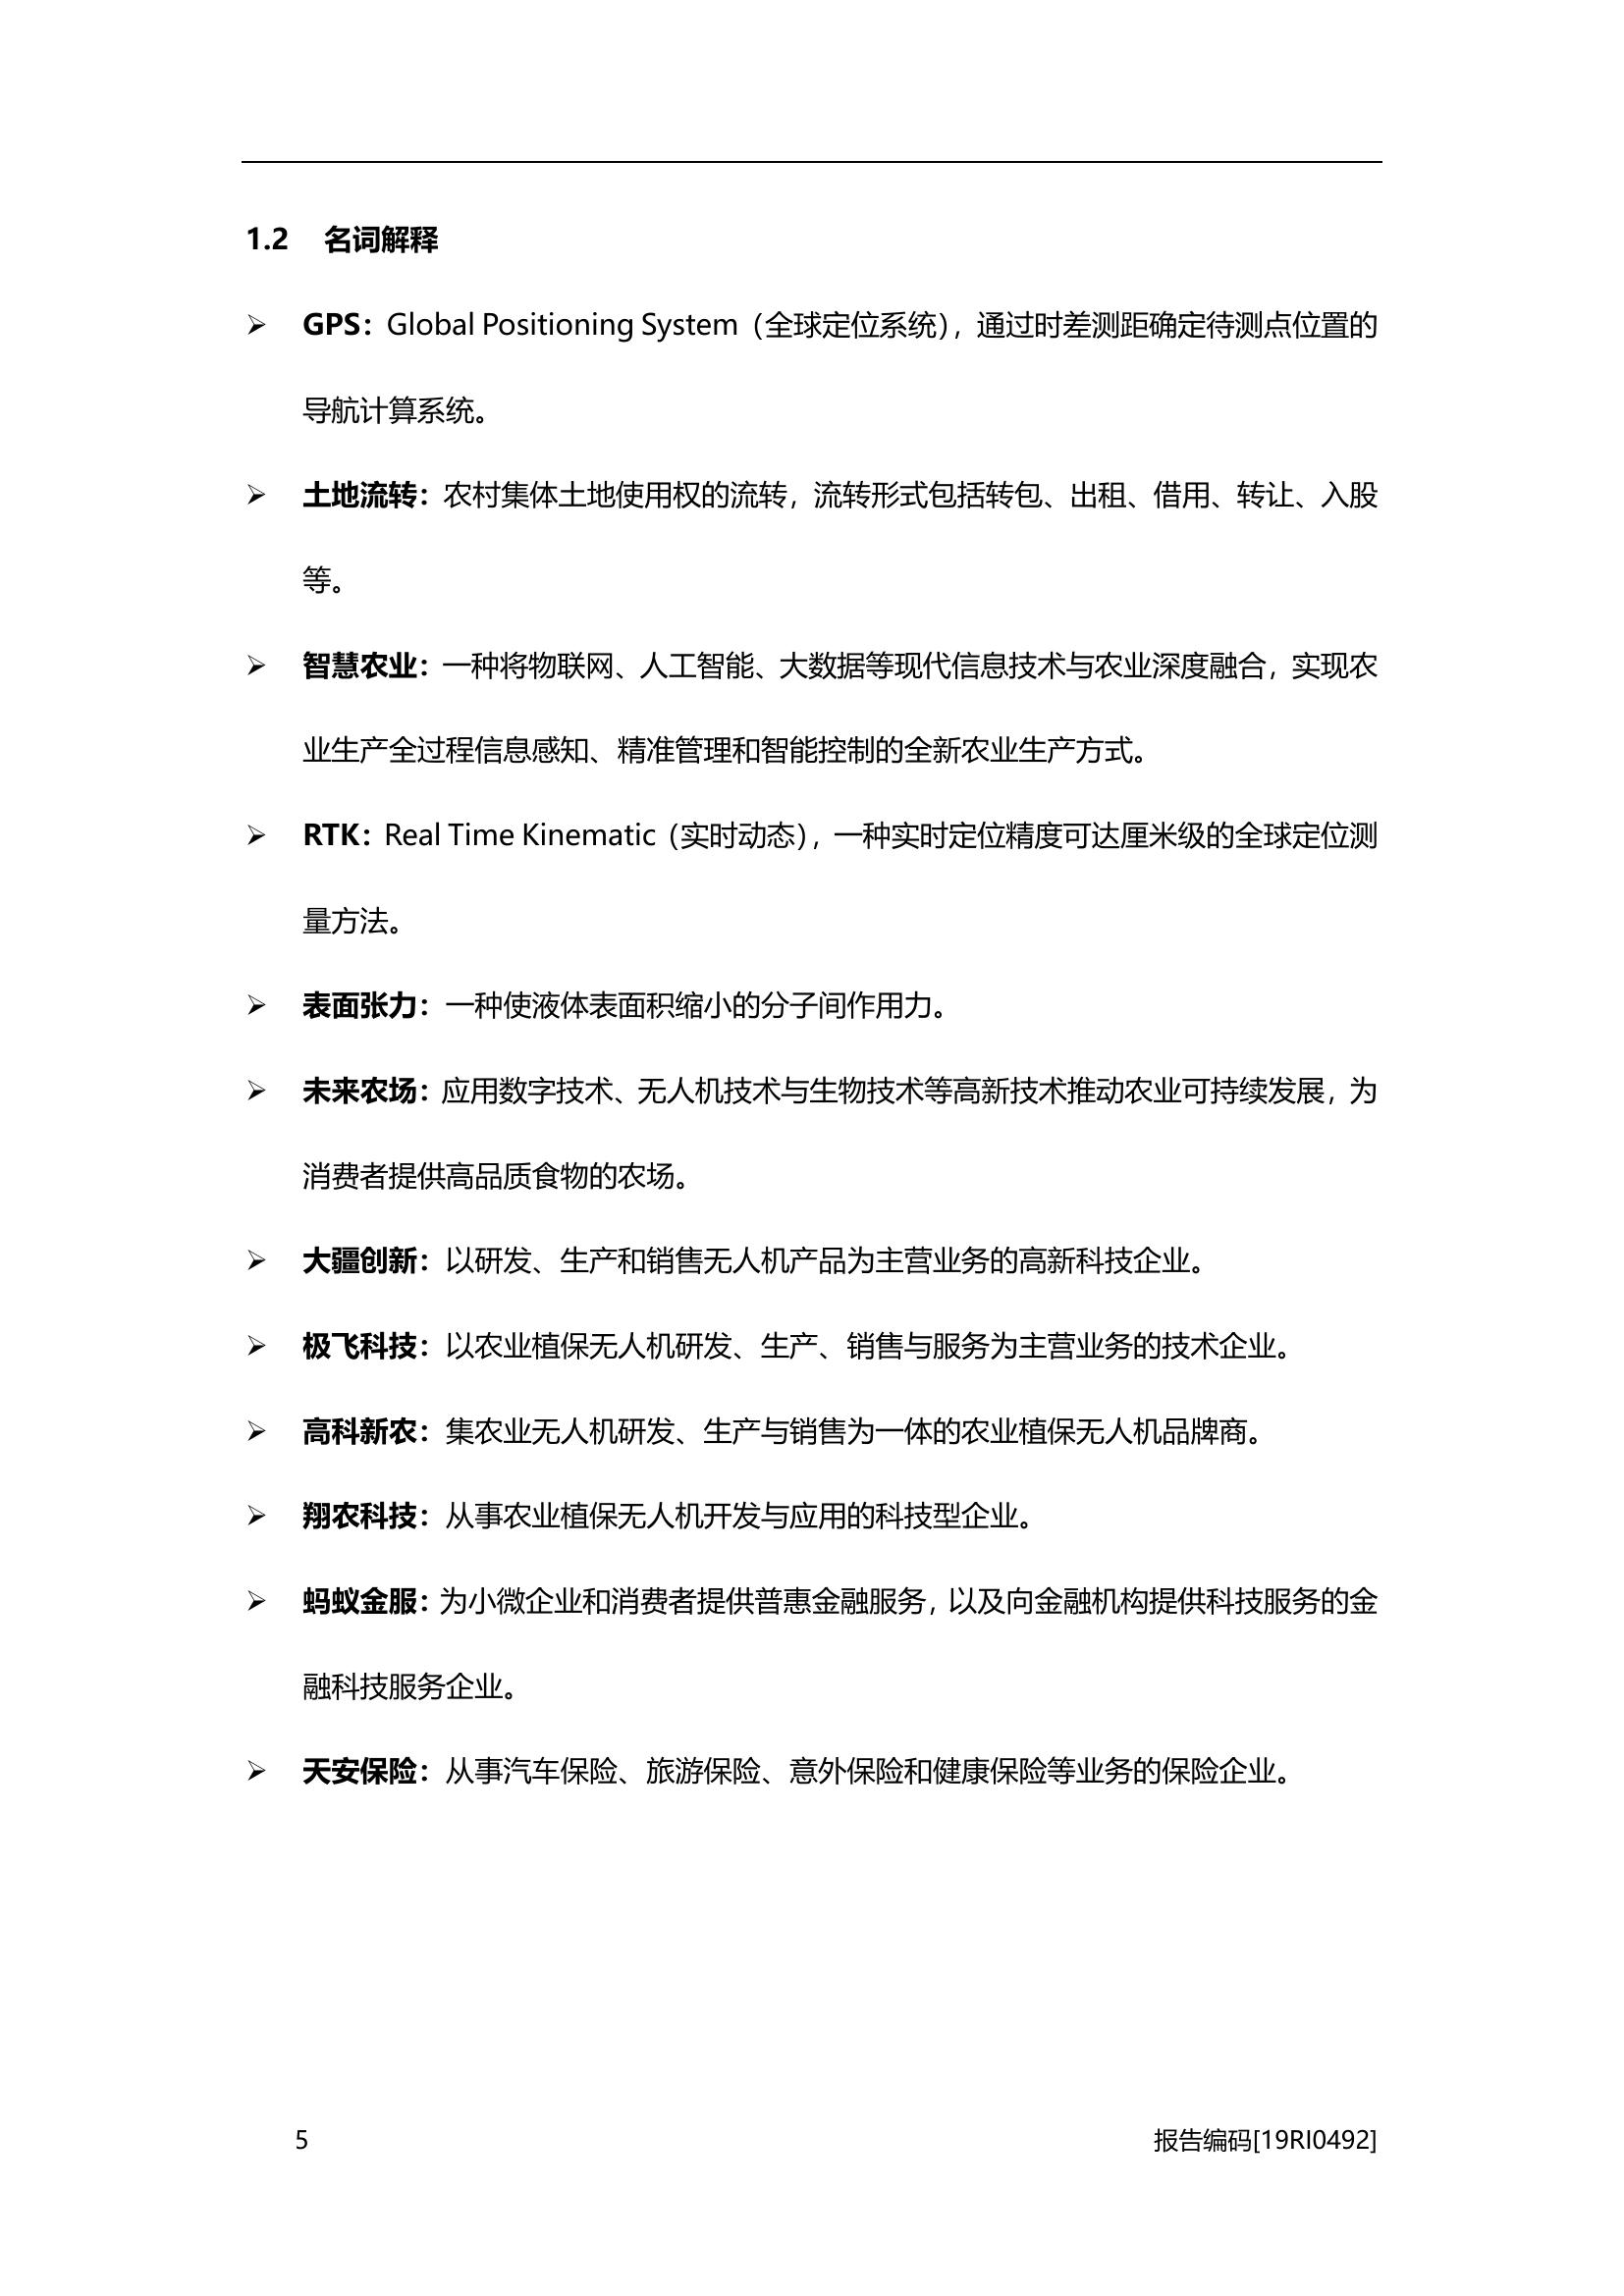 1.2 名词解释
➢ GPS：Global Positioning System（全球定位系统），通过时差测距确定待测点位置的
导航计算系统。
➢ 土地流转：农村集体土地使用权的流转，流转形式包括转包、出租、借用、转让、入股
等。
➢ 智慧农业：一种将物联网、人工智能、大数据等现代信息技术与农业深度融合，实现农
业生产全过程信息感知、精准管理和智能控制的全新农业生产方式。
➢ RTK：Real Time Kinematic（实时动态），一种实时定位精度可达厘米级的全球定位测
量方法。
➢ 表面张力：一种使液体表面积缩小的分子间作用力。
➢ 未来农场：应用数字技术、无人机技术与生物技术等高新技术推动农业可持续发展，为
消费者提供高品质食物的农场。
➢ 大疆创新：以研发、生产和销售无人机产品为主营业务的高新科技企业。
➢ 极飞科技：以农业植保无人机研发、生产、销售与服务为主营业务的技术企业。
➢ 高科新农：集农业无人机研发、生产与销售为一体的农业植保无人机品牌商。
➢ 翔农科技：从事农业植保无人机开发与应用的科技型企业。
➢ 蚂蚁金服：为小微企业和消费者提供普惠金融服务，以及向金融机构提供科技服务的金
融科技服务企业。
➢ 天安保险：从事汽车保险、旅游保险、意外保险和健康保险等业务的保险企业。
5 报告编码[19RI0492]